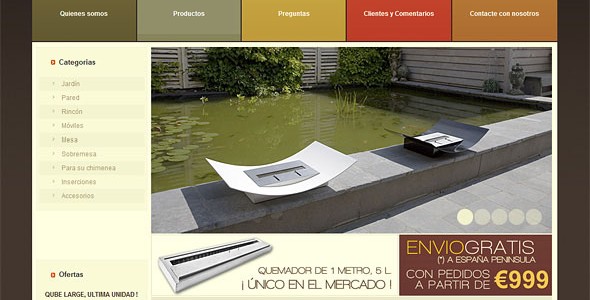 Quienes somos
Productos
Preguntas
Clientes y Comentarios
Contacte con nosotros
Categorias
Jardín
Pared
Rincón
Móviles
Mesa
Sobremesa
Para su chimenea
Inserciones
Accesorios
Ofertas
QUBE LARGE, ULTIMA UNIDAD !
QUEMADOR DE 1 METRO, 5 L.
¡ ÚNICO EN EL MERCADO !
ENVIOGRATIS
(*) A ESPAÑA PENINSULA
CON PEDIDOS
A PARTIR DE €999